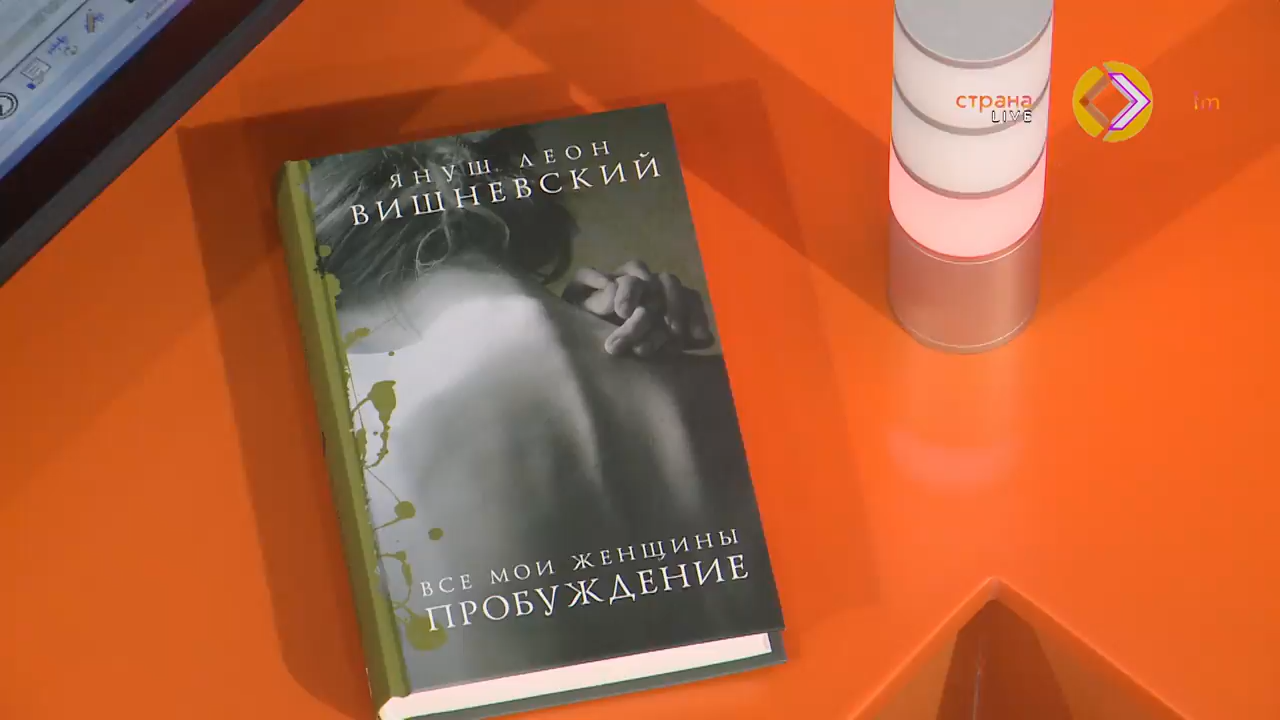 ЯНУШ ЛЕОН
ВИШНЕВСКИЙ
ВСЕ МОИ ЖЕНЩИНЫ
ПРОБУЖДЕНИЕ
страна
LIVE
fm